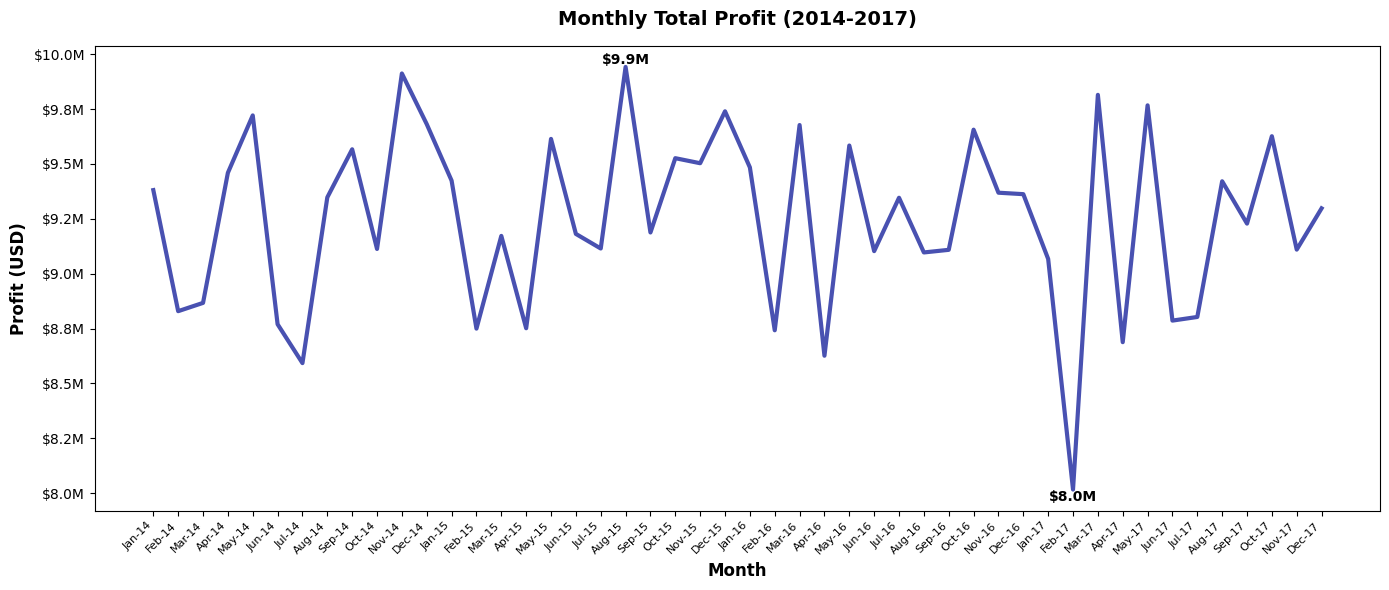 Monthly Total Profit (2014-2017)
$10.0M
$9.8M
$9.5M
$9.2M
$9.0M
$8.8M
$8.5M
$8.2M
$8.0M
Profit (USD)
$9.9M
$8.0M
Jan-14
Feb-14
Mar-14
Apr-14
May-14
Jun-14
Jul-14
Aug-14
Sep-14
Oct-14
Nov-14
Dec-14
Jan-15
Feb-15
Mar-15
Apr-15
May-15
Jun-15
Jul-15
Aug-15
Sep-15
Oct-15
Nov-15
Dec-15
Jan-16
Feb-16
Mar-16
Apr-16
May-16
Jun-16
Jul-16
Aug-16
Sep-16
Oct-16
Nov-16
Dec-16
Jan-17
Feb-17
Mar-17
Apr-17
May-17
Jun-17
Jul-17
Aug-17
Sep-17
Oct-17
Nov-17
Dec-17
Month